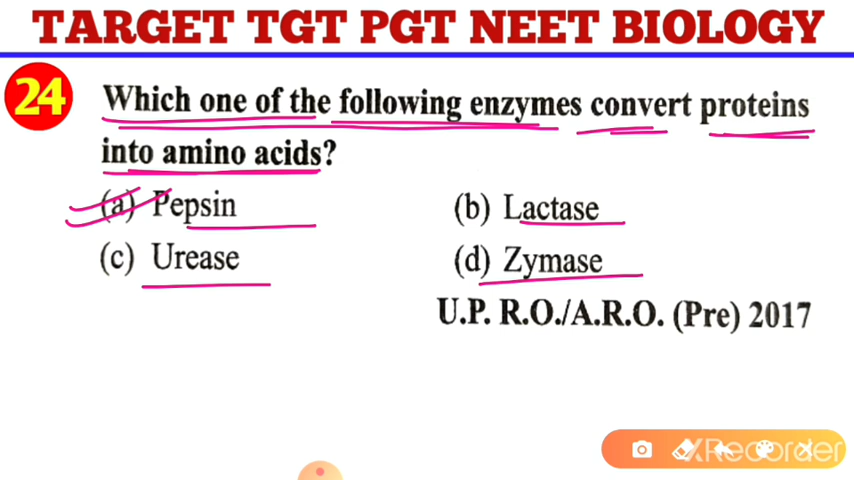 TARGET TGT PGT NEET BIOLOGY
24 Which one of the following enzymes convert proteins
into amino acids?
(a) Pepsin (b) Lactase
(c) Urease (d) Zymase
U.P. R.O./A.R.O. (Pre) 2017
XRecorder